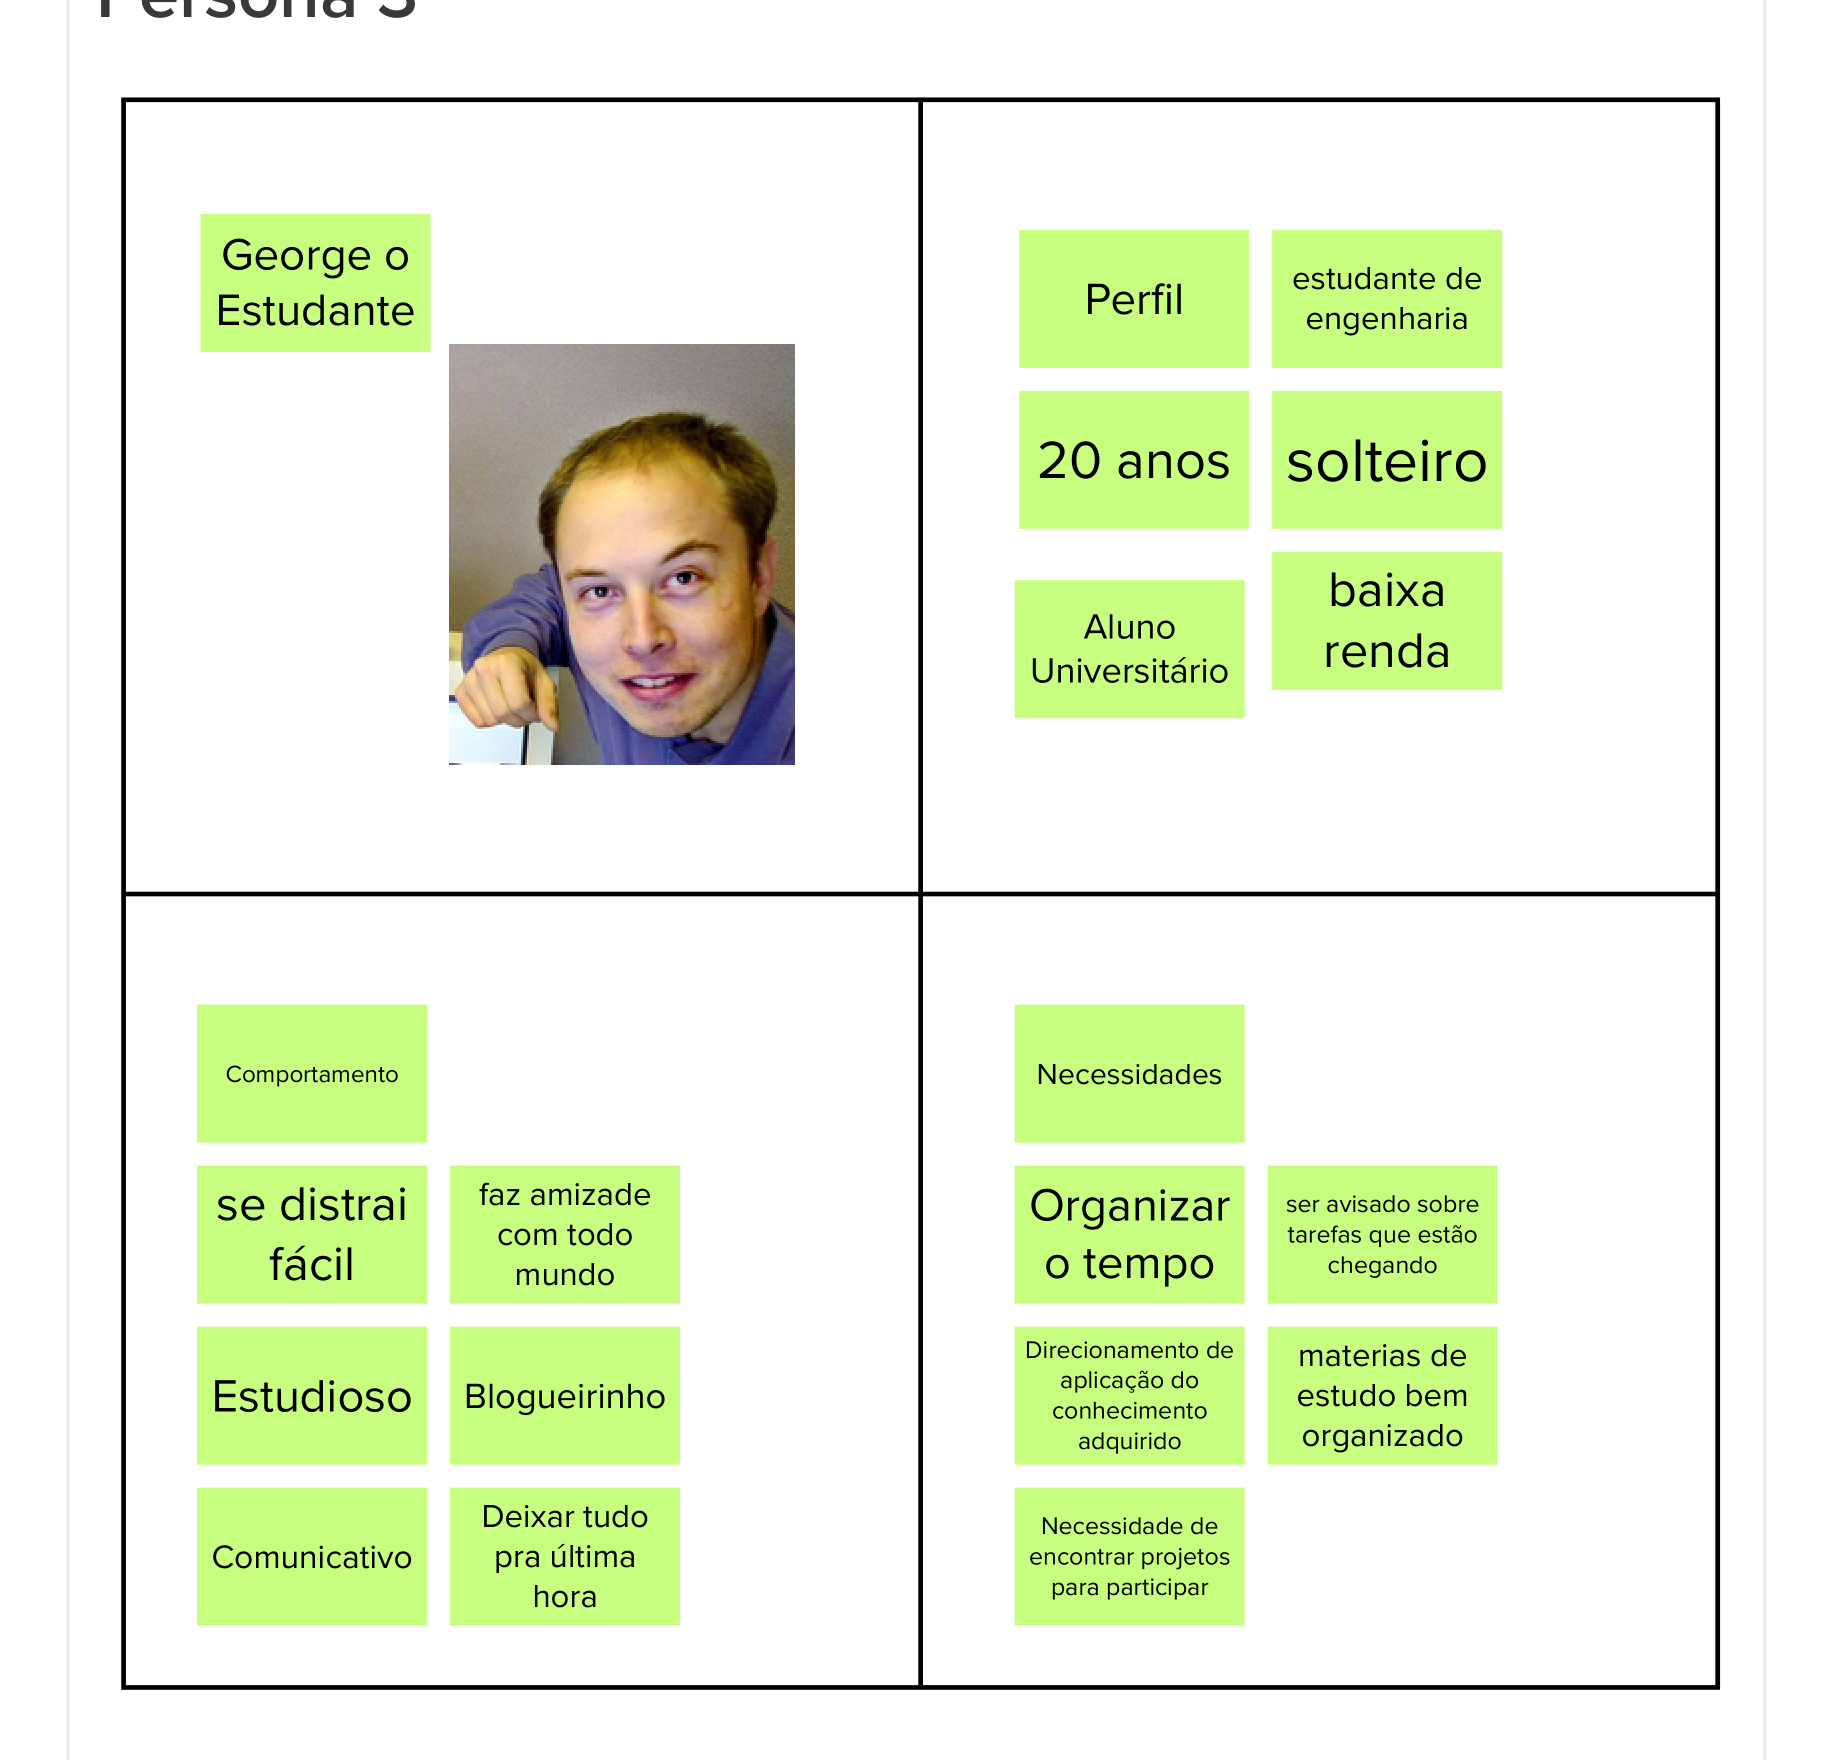 Persona 3
George o
Estudante
Perfil
estudante de
engenharia
20 anos
solteiro
Aluno
Universitário
baixa
renda
Comportamento
se distrai
fácil
faz amizade
com todo
mundo
Estudioso
Blogueirinho
Comunicativo
Deixar tudo
pra última
hora
Necessidades
Organizar
o tempo
ser avisado sobre
tarefas que estão
chegando
Direcionamento de
aplicação do
conhecimento
adquirido
materias de
estudo bem
organizado
Necessidade de
encontrar projetos
para participar